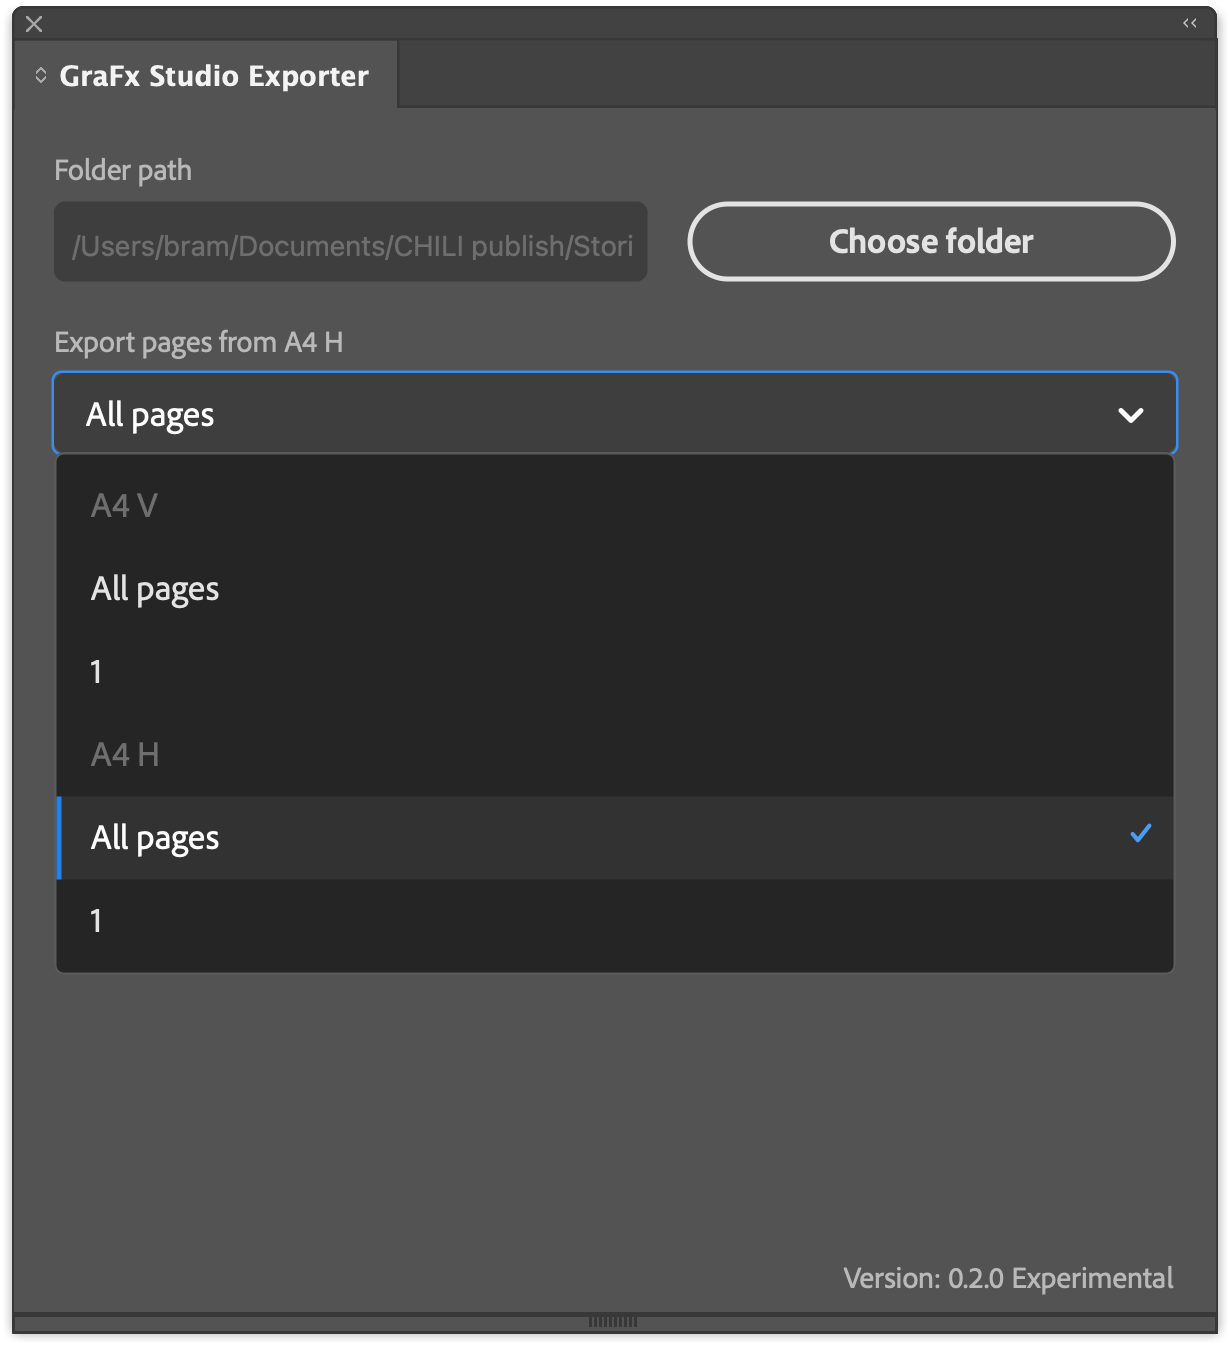 GraFx Studio Exporter
Folder path
/Users/bram/Documents/CHILI publish/Stori
Choose folder
Export pages from A4 H
All pages
A4 V
All pages
1
A4 H
All pages
1
Version: 0.2.0 Experimental